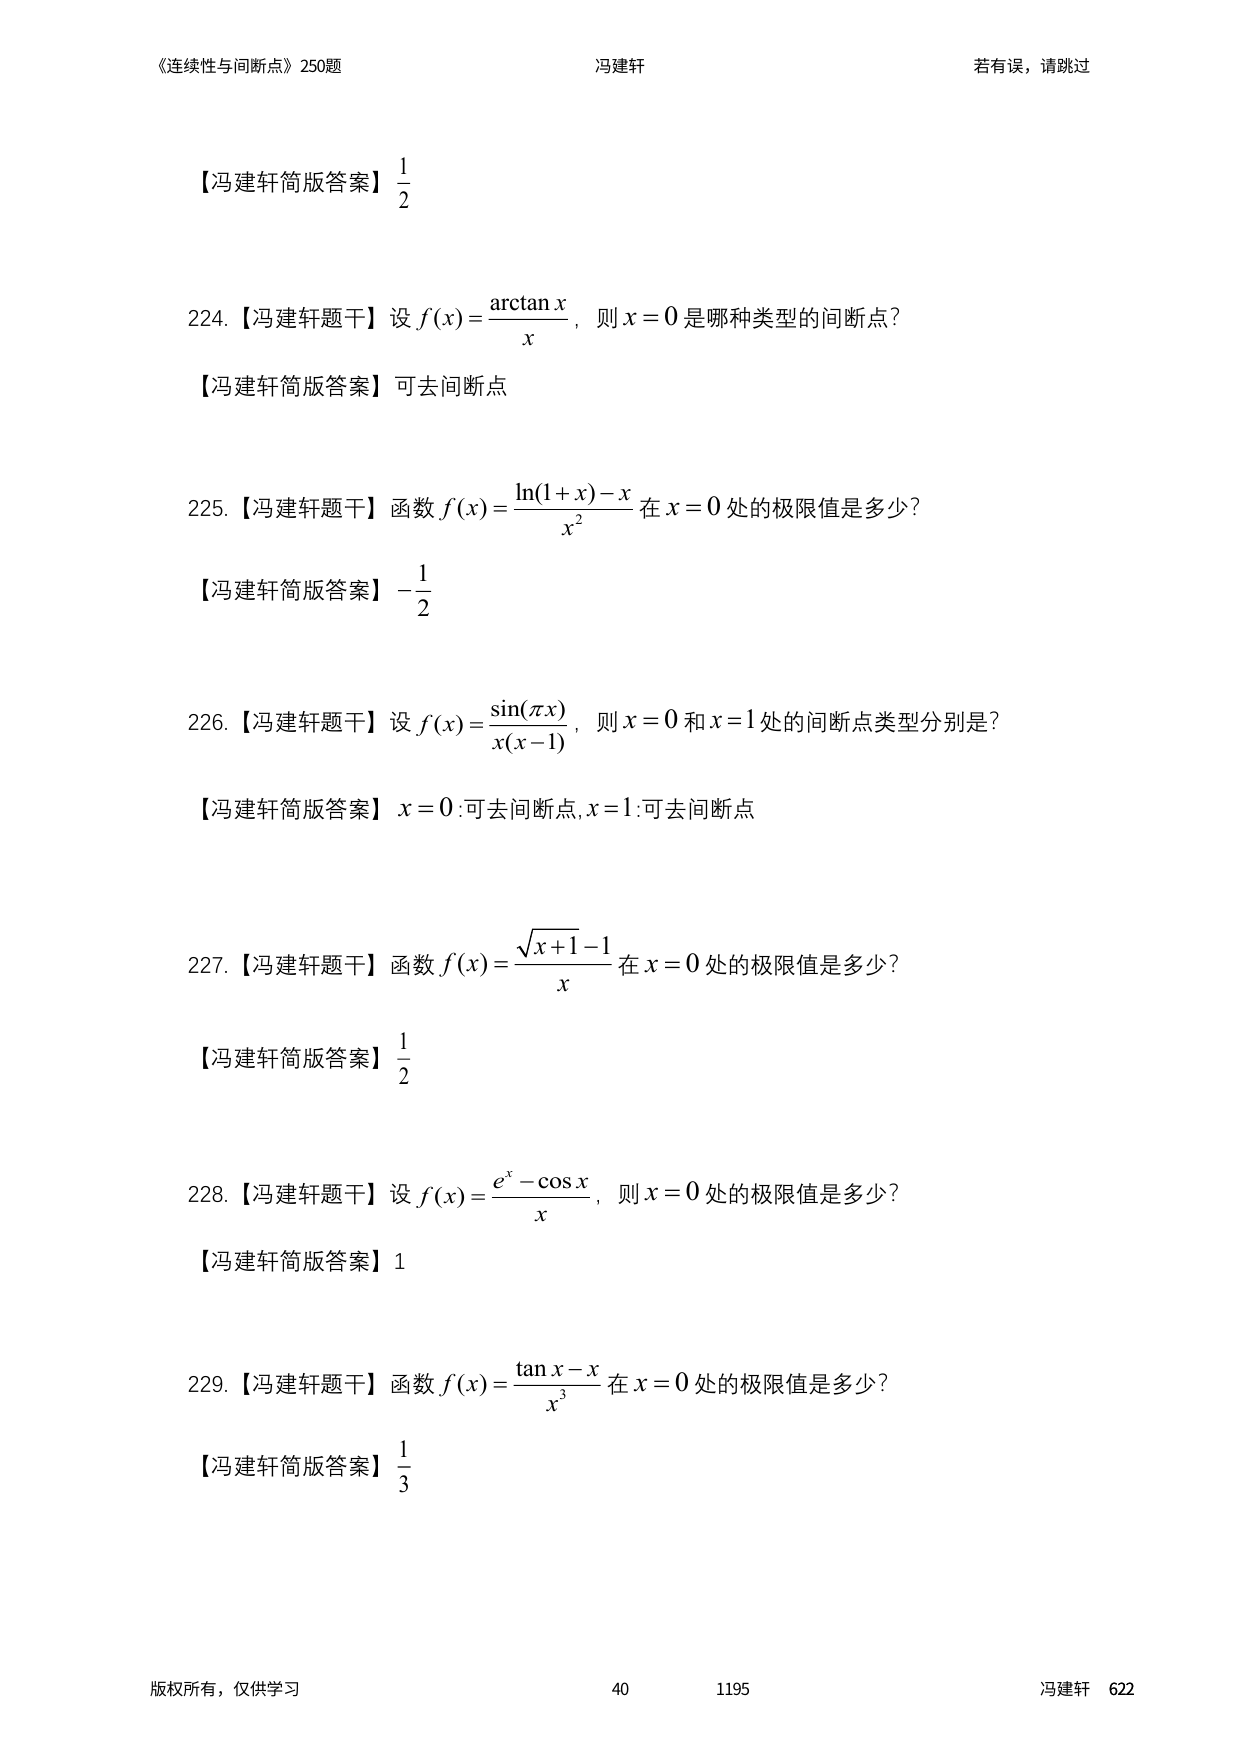 《连续性与间断点》250题 冯建轩 若有误，请跳过
【冯建轩简版答案】 \frac{1}{2}
224.【冯建轩题干】设 f(x)=\frac{\arctan x}{x}，则 x=0 是哪种类型的间断点？
【冯建轩简版答案】可去间断点
225.【冯建轩题干】函数 f(x)=\frac{\ln(1+x)-x}{x^2} 在 x=0 处的极限值是多少？
【冯建轩简版答案】 -\frac{1}{2}
226.【冯建轩题干】设 f(x)=\frac{\sin(\pi x)}{x(x-1)}，则 x=0 和 x=1 处的间断点类型分别是？
【冯建轩简版答案】 x=0 :可去间断点, x=1 :可去间断点
227.【冯建轩题干】函数 f(x)=\frac{\sqrt{x+1}-1}{x} 在 x=0 处的极限值是多少？
【冯建轩简版答案】 \frac{1}{2}
228.【冯建轩题干】设 f(x)=\frac{e^x-\cos x}{x}，则 x=0 处的极限值是多少？
【冯建轩简版答案】1
229.【冯建轩题干】函数 f(x)=\frac{\tan x-x}{x^3} 在 x=0 处的极限值是多少？
【冯建轩简版答案】 \frac{1}{3}
版权所有，仅供学习 40 1195 冯建轩 622